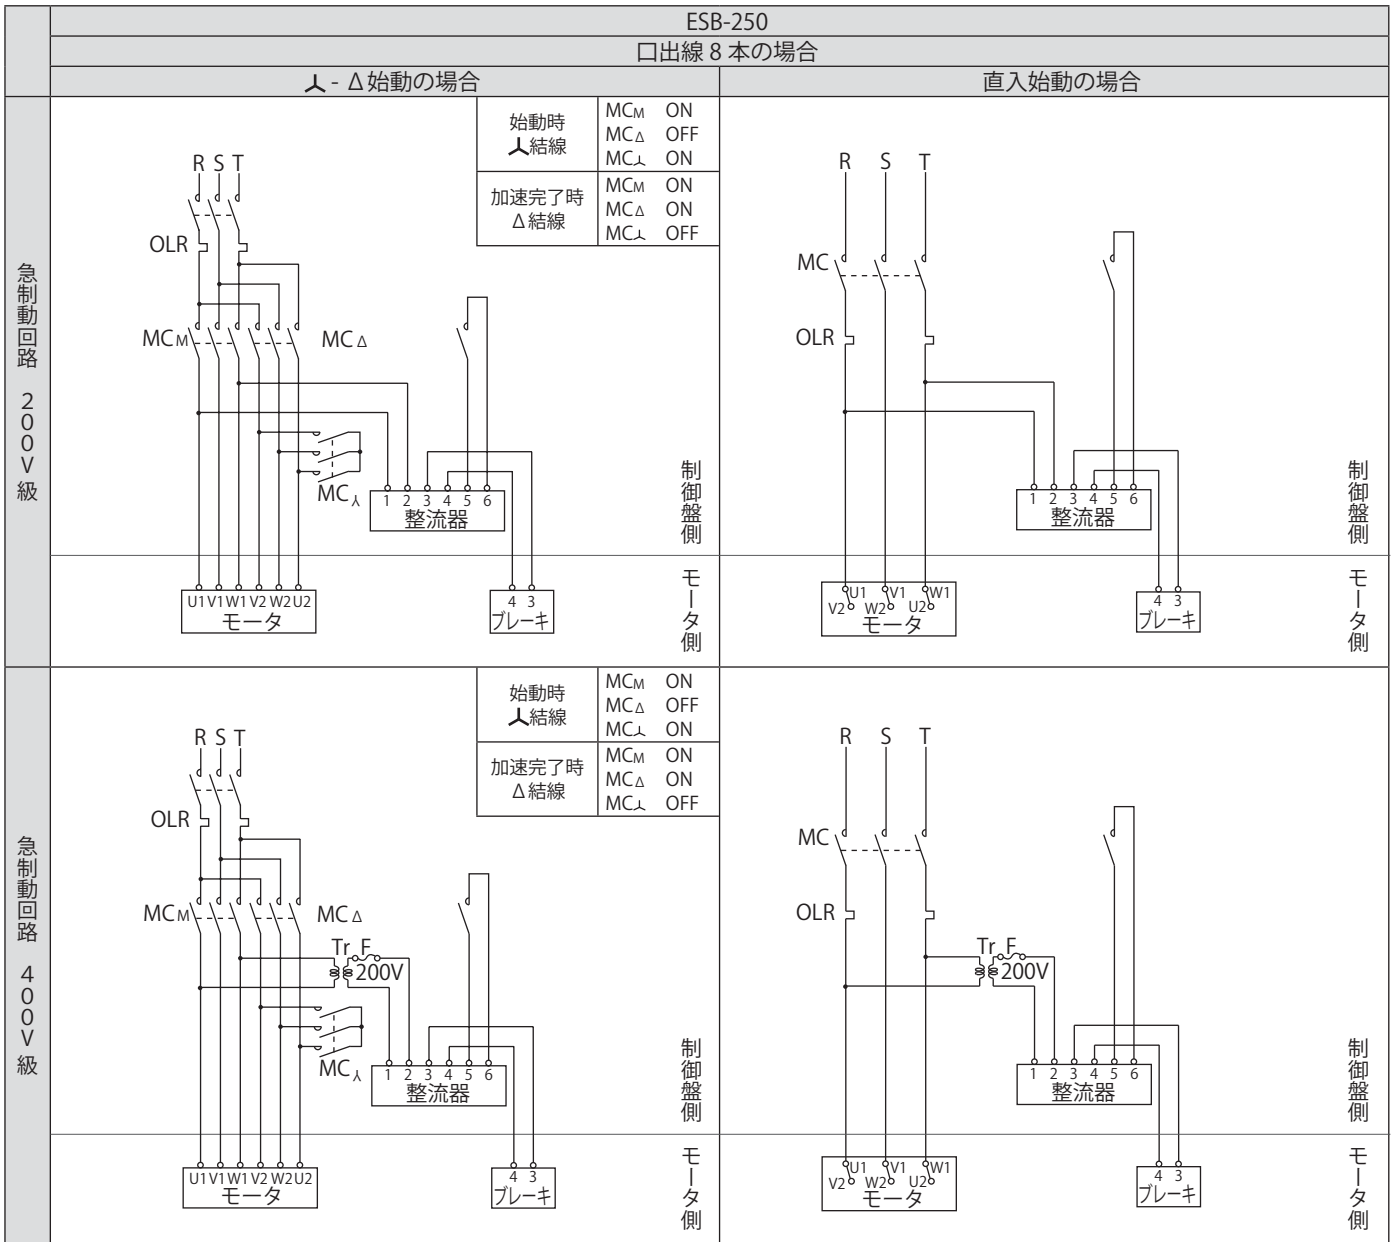 ESB-250
口出線 8 本の場合
人 - Δ始動の場合
直入始動の場合
急制動回路 200V級
始動時
人結線
MCM ON
MCΔ OFF
MC人 ON
加速完了時
Δ結線
MCM ON
MCΔ ON
MC人 OFF
R S T
OLR
MCM
MCΔ
MC人
1 2 3 4 5 6
整流器
制御盤側
U1 V1 W1 V2 W2 U2
モータ
4 3
ブレーキ
モータ側
R S T
MC
OLR
1 2 3 4 5 6
整流器
制御盤側
U1 V1 W1
V2 W2 U2
モータ
4 3
ブレーキ
モータ側
急制動回路 400V級
始動時
人結線
MCM ON
MCΔ OFF
MC人 ON
加速完了時
Δ結線
MCM ON
MCΔ ON
MC人 OFF
R S T
OLR
MCM
MCΔ
Tr F
200V
MC人
1 2 3 4 5 6
整流器
制御盤側
U1 V1 W1 V2 W2 U2
モータ
4 3
ブレーキ
モータ側
R S T
MC
OLR
Tr F
200V
1 2 3 4 5 6
整流器
制御盤側
U1 V1 W1
V2 W2 U2
モータ
4 3
ブレーキ
モータ側